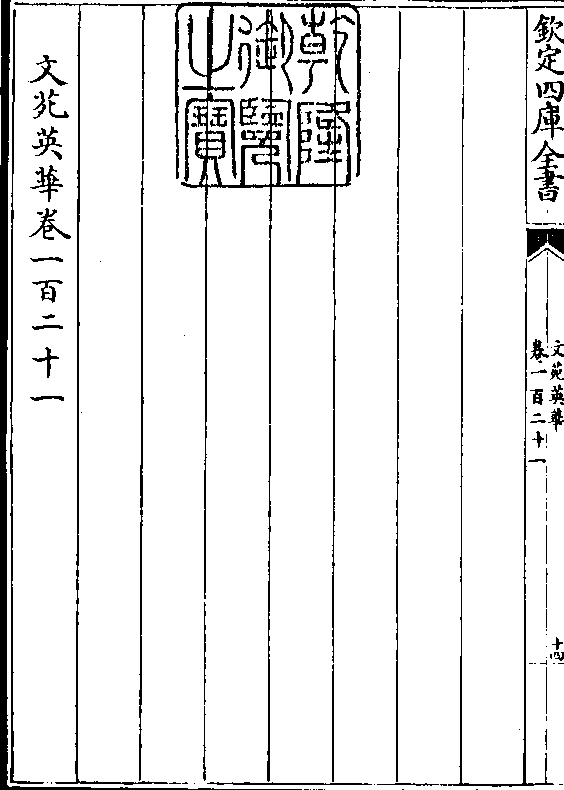 欽定四庫全書
文苑英華
卷一百二十一
十四
乾隆御覽之寶
文苑英華卷一百二十一